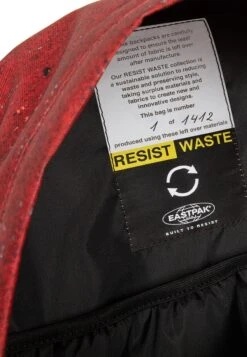 This backpacks are carefully
designed to ensure the least
amount of fabric is left over
after manufacture.
Our RESIST WASTE collection is
a sustainable solution to reducing
waste and preserving style,
taking surplus materials and
fabrics to create new and
innovative designs.
This bag is number
1 of 1412
produced using these left over materials
RESIST WASTE
EASTPAK
BUILT TO RESIST